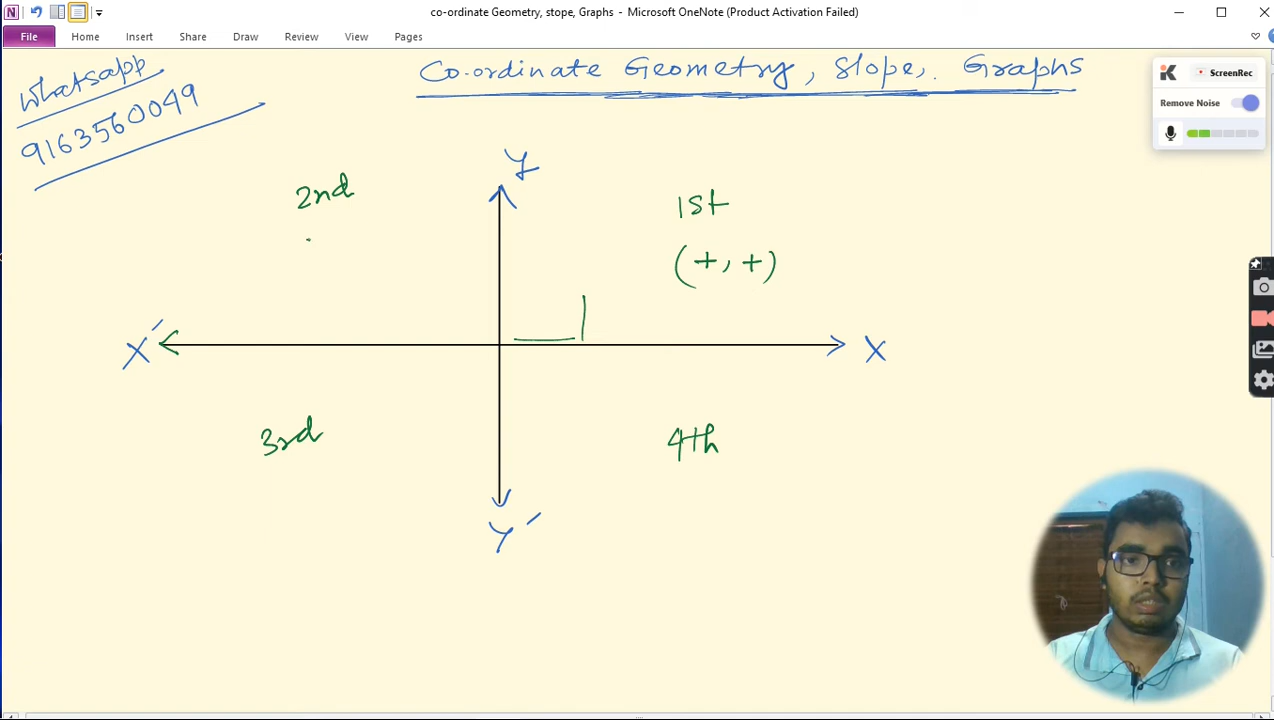 co-ordinate Geometry, stope, Graphs - Microsoft OneNote (Product Activation Failed)
File Home Insert Share Draw Review View Pages
Whatsapp
9163560049
Co-ordinate Geometry, Slope, Graphs
ScreenRec
Remove Noise
Y
2nd
1st
(+, +)
X'
X
3rd
4th
Y'